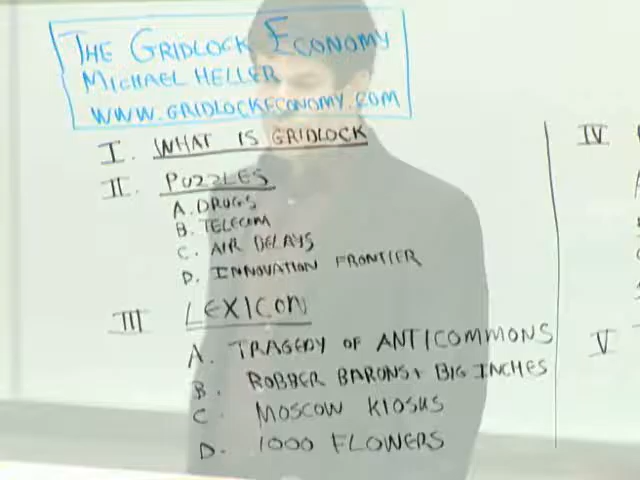 THE GRIDLOCK ECONOMY
MICHAEL HELLER
WWW.GRIDLOCKECONOMY.COM
I. WHAT IS GRIDLOCK
II. PUZZLES
A. DRUGS
B. TELECOM
C. AIR DELAYS
D. INNOVATION FRONTIER
III LEXICON
A. TRAGEDY OF ANTICOMMONS
B. ROBBER BARONS + BIG INCHES
C. MOSCOW KIOSKS
D. 1000 FLOWERS
IV
V